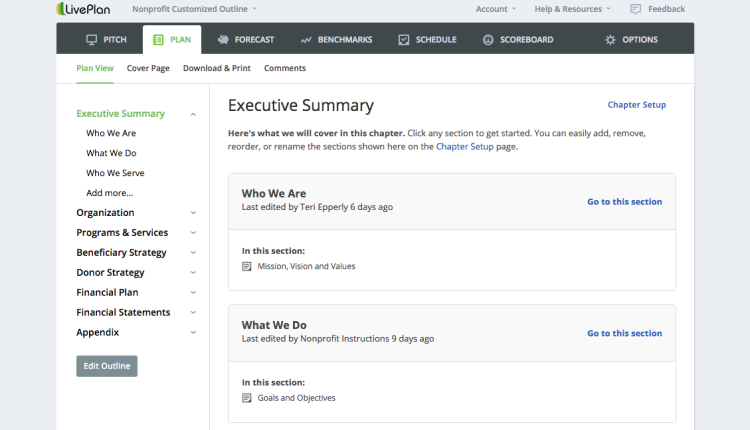 LivePlan
Nonprofit Customized Outline
Account
Help & Resources
Feedback
PITCH
PLAN
FORECAST
BENCHMARKS
SCHEDULE
SCOREBOARD
OPTIONS
Plan View
Cover Page
Download & Print
Comments
Executive Summary
Who We Are
What We Do
Who We Serve
Add more...
Organization
Programs & Services
Beneficiary Strategy
Donor Strategy
Financial Plan
Financial Statements
Appendix
Edit Outline
Executive Summary
Chapter Setup
Here's what we will cover in this chapter. Click any section to get started. You can easily add, remove,
reorder, or rename the sections shown here on the Chapter Setup page.
Who We Are
Last edited by Teri Epperly 6 days ago
Go to this section
In this section:
Mission, Vision and Values
What We Do
Last edited by Nonprofit Instructions 9 days ago
Go to this section
In this section:
Goals and Objectives